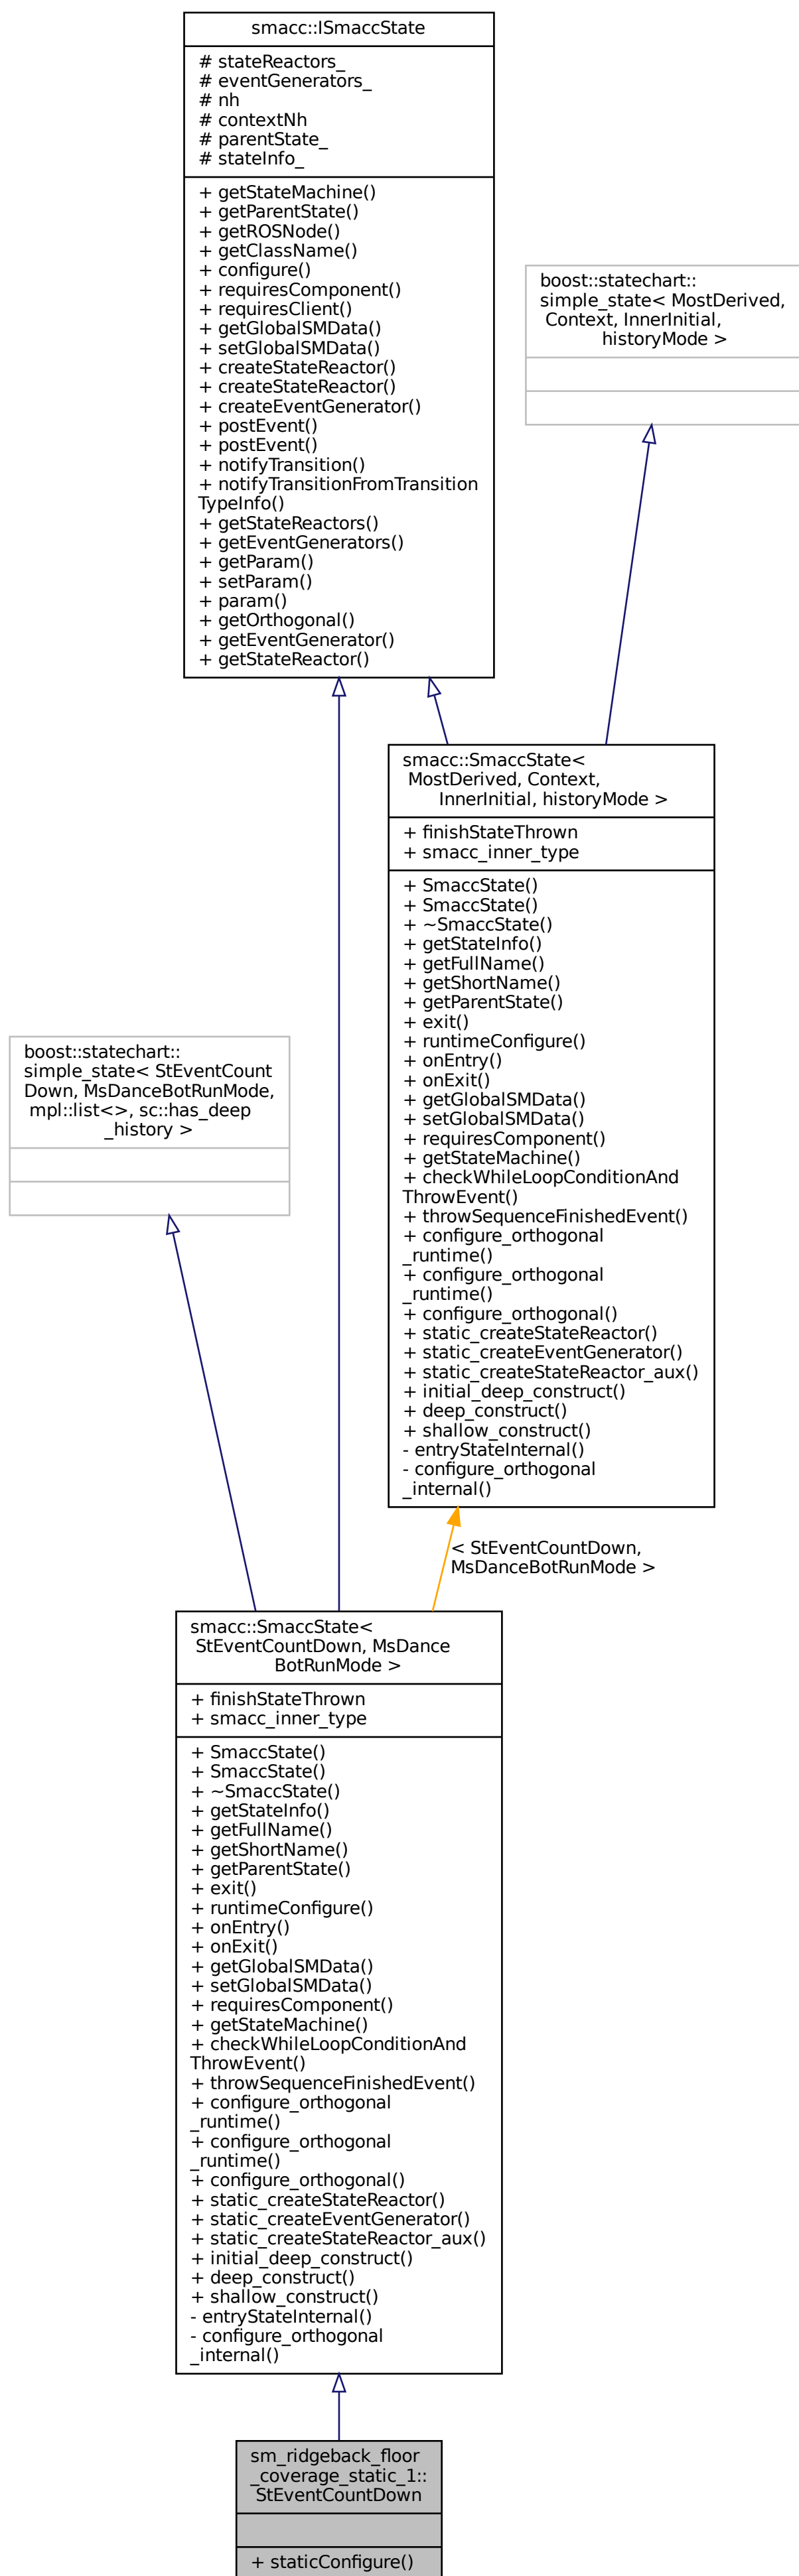 smacc::ISmaccState
# stateReactors_
# eventGenerators_
# nh
# contextNh
# parentState_
# stateInfo_
+ getStateMachine()
+ getParentState()
+ getROSNode()
+ getClassName()
+ configure()
+ requiresComponent()
+ requiresClient()
+ getGlobalSMData()
+ setGlobalSMData()
+ createStateReactor()
+ createStateReactor()
+ createEventGenerator()
+ postEvent()
+ postEvent()
+ notifyTransition()
+ notifyTransitionFromTransition
TypeInfo()
+ getStateReactors()
+ getEventGenerators()
+ getParam()
+ setParam()
+ param()
+ getOrthogonal()
+ getEventGenerator()
+ getStateReactor()
boost::statechart::
simple_state< MostDerived,
Context, InnerInitial,
historyMode >
smacc::SmaccState<
MostDerived, Context,
InnerInitial, historyMode >
+ finishStateThrown
+ smacc_inner_type
+ SmaccState()
+ SmaccState()
+ ~SmaccState()
+ getStateInfo()
+ getFullName()
+ getShortName()
+ getParentState()
+ exit()
+ runtimeConfigure()
+ onEntry()
+ onExit()
+ getGlobalSMData()
+ setGlobalSMData()
+ requiresComponent()
+ getStateMachine()
+ checkWhileLoopConditionAnd
ThrowEvent()
+ throwSequenceFinishedEvent()
+ configure_orthogonal
_runtime()
+ configure_orthogonal
_runtime()
+ configure_orthogonal()
+ static_createStateReactor()
+ static_createEventGenerator()
+ static_createStateReactor_aux()
+ initial_deep_construct()
+ deep_construct()
+ shallow_construct()
- entryStateInternal()
- configure_orthogonal
_internal()
boost::statechart::
simple_state< StEventCount
Down, MsDanceBotRunMode,
mpl::list<>, sc::has_deep
_history >
< StEventCountDown,
MsDanceBotRunMode >
smacc::SmaccState<
StEventCountDown, MsDance
BotRunMode >
+ finishStateThrown
+ smacc_inner_type
+ SmaccState()
+ SmaccState()
+ ~SmaccState()
+ getStateInfo()
+ getFullName()
+ getShortName()
+ getParentState()
+ exit()
+ runtimeConfigure()
+ onEntry()
+ onExit()
+ getGlobalSMData()
+ setGlobalSMData()
+ requiresComponent()
+ getStateMachine()
+ checkWhileLoopConditionAnd
ThrowEvent()
+ throwSequenceFinishedEvent()
+ configure_orthogonal
_runtime()
+ configure_orthogonal
_runtime()
+ configure_orthogonal()
+ static_createStateReactor()
+ static_createEventGenerator()
+ static_createStateReactor_aux()
+ initial_deep_construct()
+ deep_construct()
+ shallow_construct()
- entryStateInternal()
- configure_orthogonal
_internal()
sm_ridgeback_floor
_coverage_static_1::
StEventCountDown
+ staticConfigure()